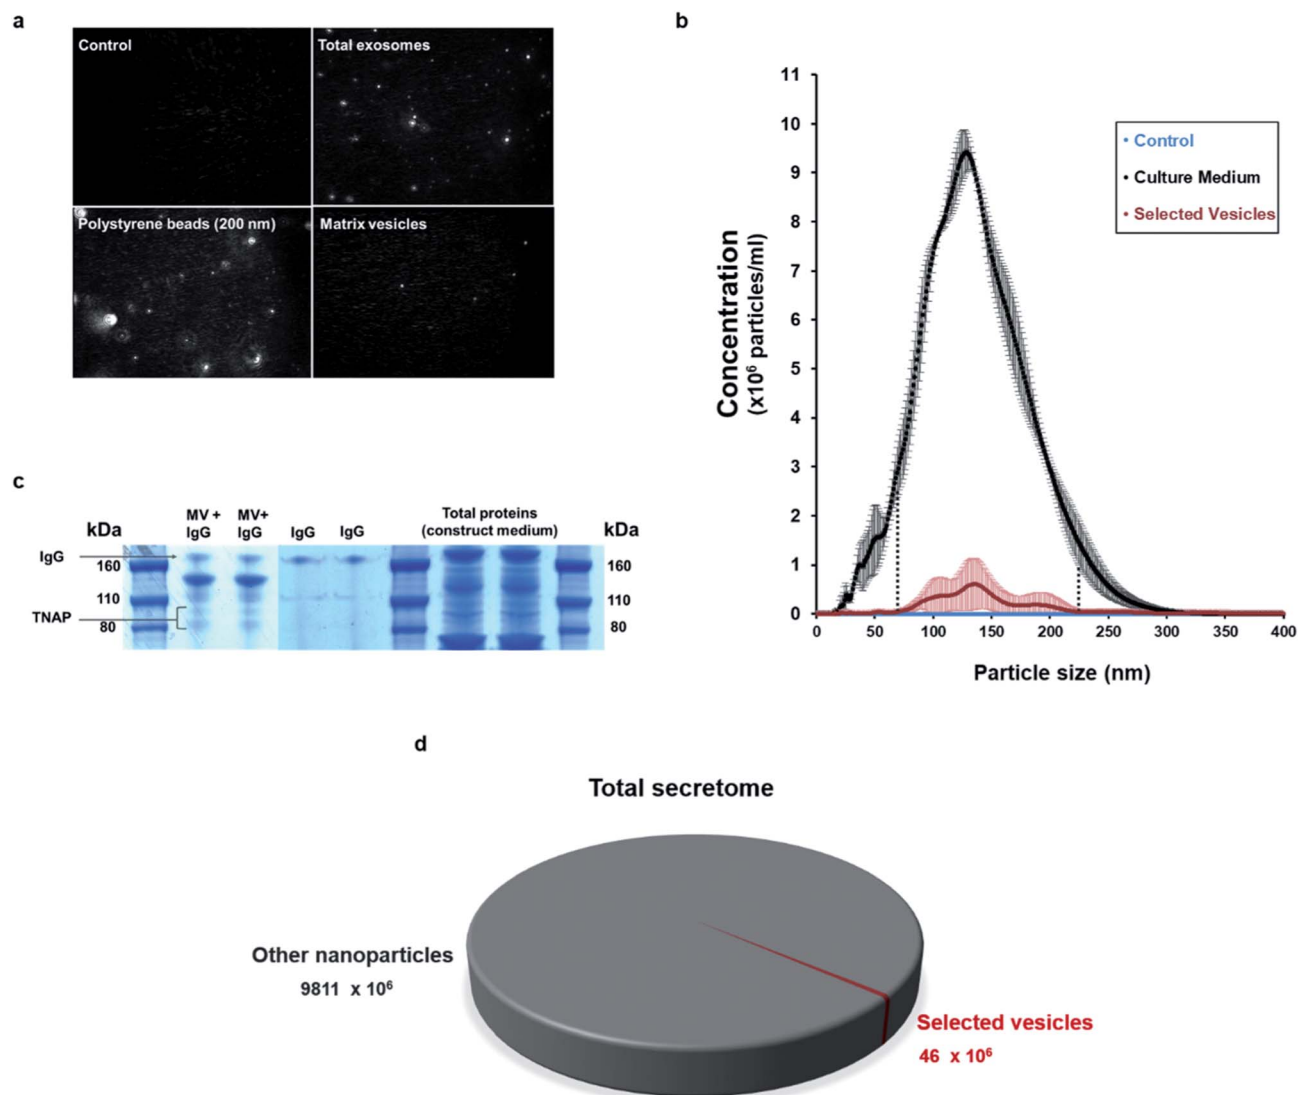 a
Control
Total exosomes
Polystyrene beads (200 nm)
Matrix vesicles
b
11
10
9
8
7
6
5
4
3
2
1
0
Concentration
(x10⁶ particles/ml)
• Control
• Culture Medium
• Selected Vesicles
0 50 100 150 200 250 300 350 400
Particle size (nm)
c
kDa
MV + IgG
MV+ IgG
IgG
IgG
Total proteins
(construct medium)
kDa
IgG
160
110
TNAP
80
160
110
80
d
Total secretome
Other nanoparticles
9811 x 10⁶
Selected vesicles
46 x 10⁶